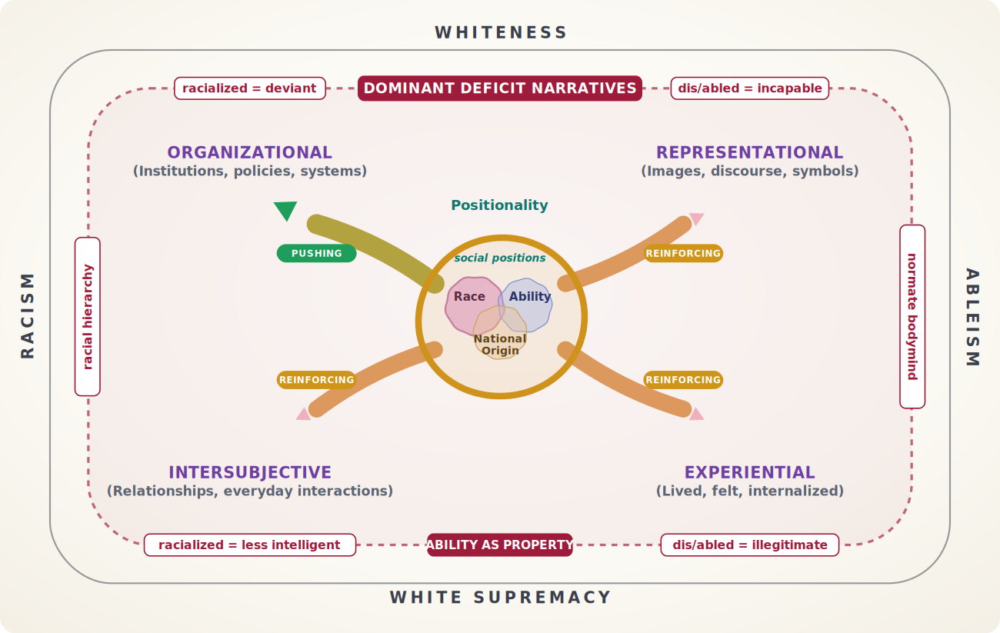 WHITENESS
racialized = deviant
DOMINANT DEFICIT NARRATIVES
dis/abled = incapable
ORGANIZATIONAL
(Institutions, policies, systems)
REPRESENTATIONAL
(Images, discourse, symbols)
Positionality
PUSHING
REINFORCING
social positions
Race
Ability
National
Origin
RACISM
racial hierarchy
normate bodymind
ABLEISM
REINFORCING
REINFORCING
INTERSUBJECTIVE
(Relationships, everyday interactions)
EXPERIENTIAL
(Lived, felt, internalized)
racialized = less intelligent
ABILITY AS PROPERTY
dis/abled = illegitimate
WHITE SUPREMACY